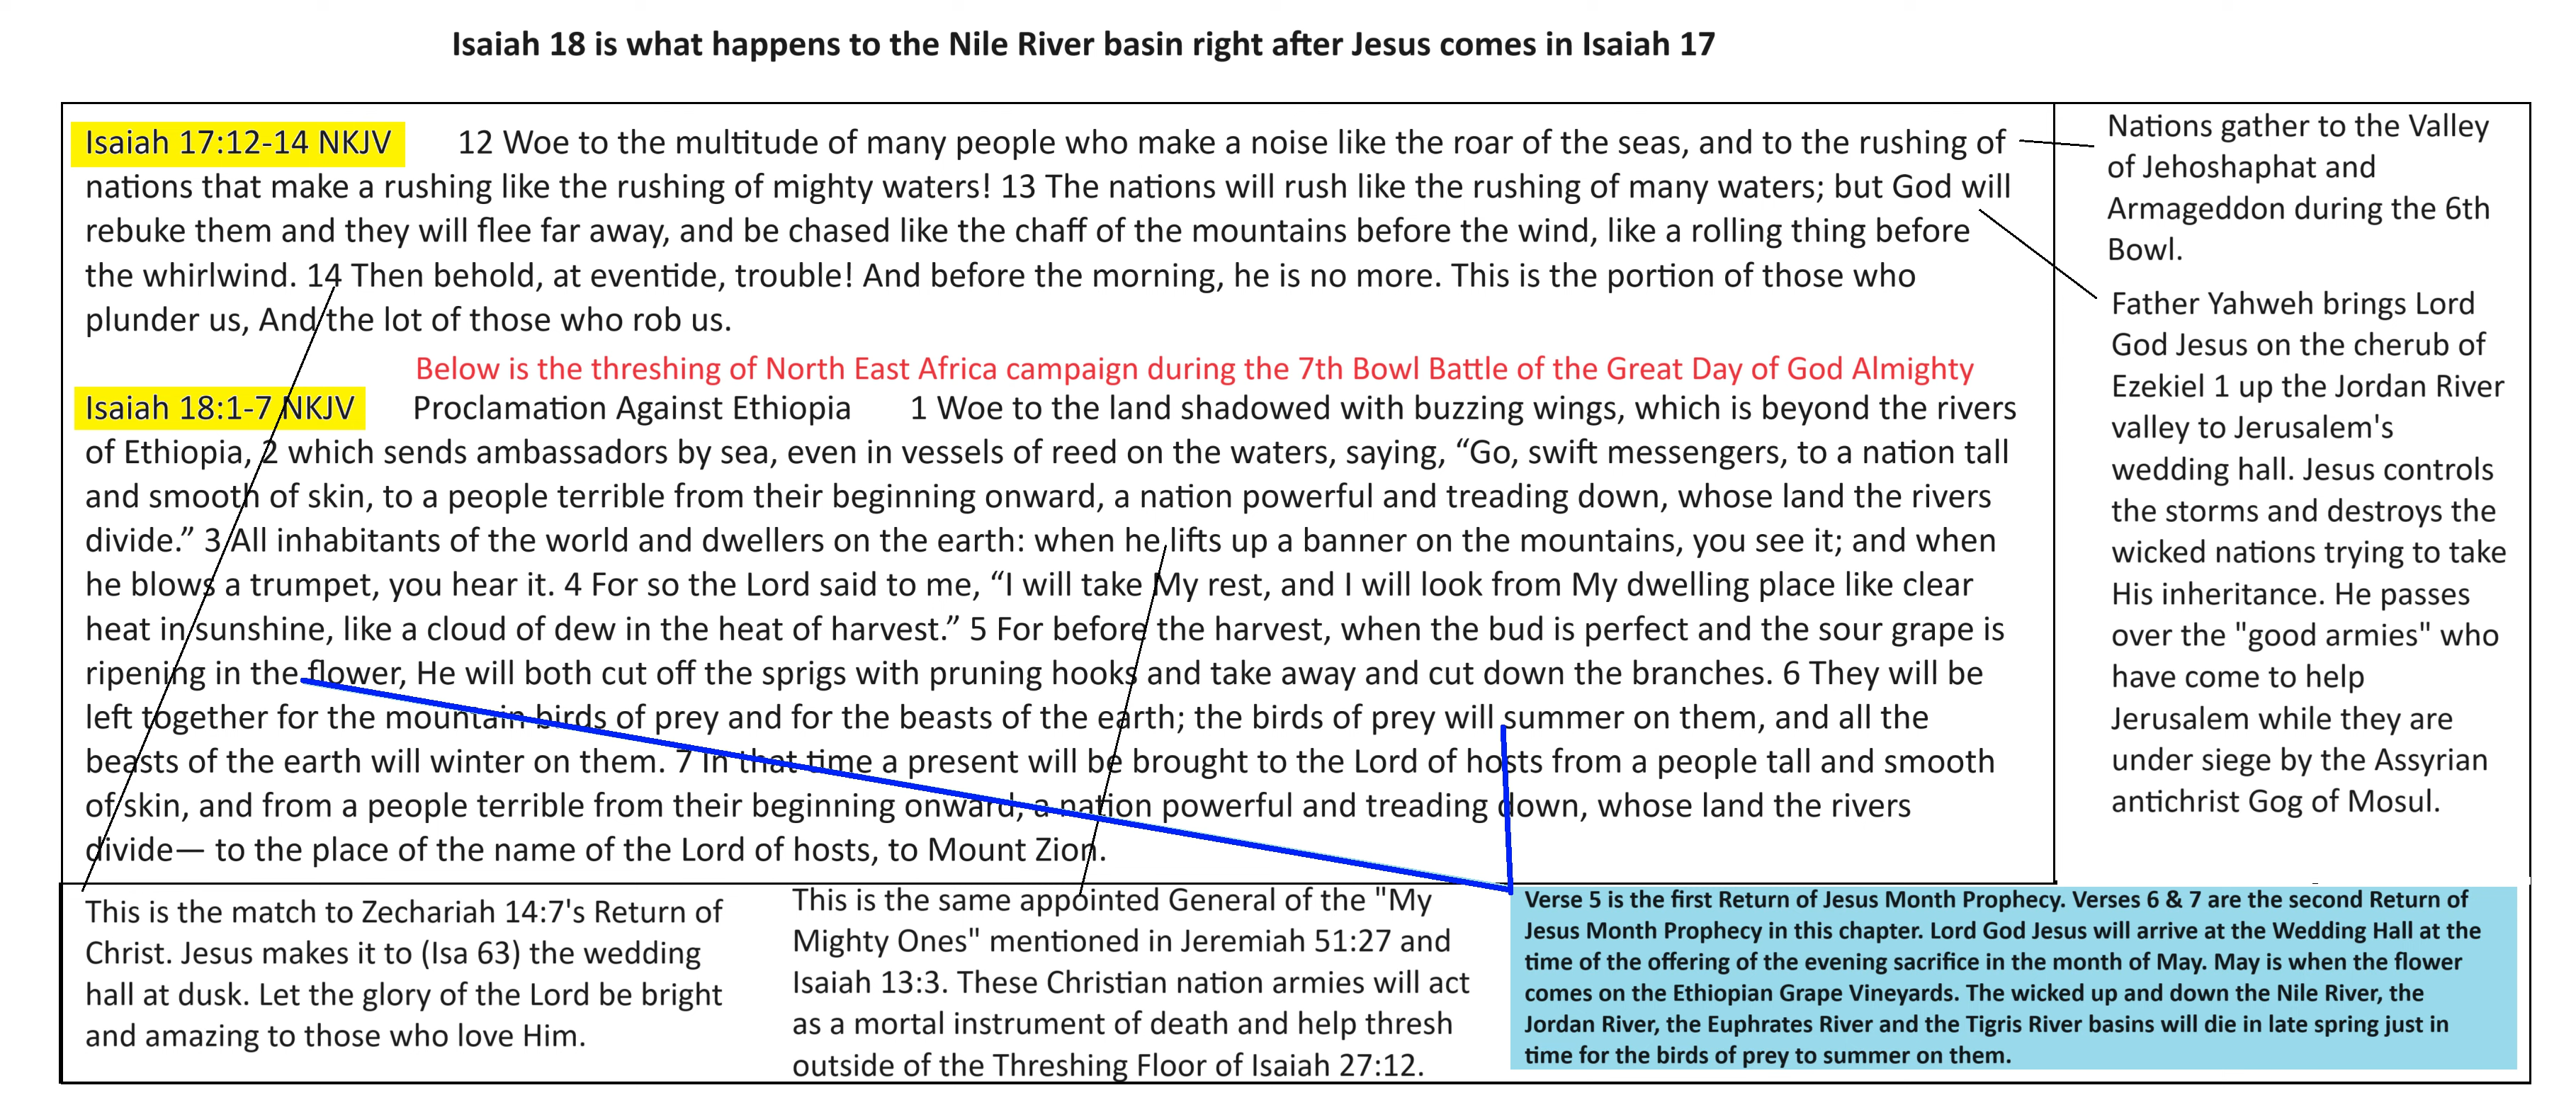 Isaiah 18 is what happens to the Nile River basin right after Jesus comes in Isaiah 17
Isaiah 17:12-14 NKJV 12 Woe to the multitude of many people who make a noise like the roar of the seas, and to the rushing of
nations that make a rushing like the rushing of mighty waters! 13 The nations will rush like the rushing of many waters; but God will
rebuke them and they will flee far away, and be chased like the chaff of the mountains before the wind, like a rolling thing before
the whirlwind. 14 Then behold, at eventide, trouble! And before the morning, he is no more. This is the portion of those who
plunder us, And the lot of those who rob us.
Below is the threshing of North East Africa campaign during the 7th Bowl Battle of the Great Day of God Almighty
Isaiah 18:1-7 NKJV Proclamation Against Ethiopia 1 Woe to the land shadowed with buzzing wings, which is beyond the rivers
of Ethiopia, 2 which sends ambassadors by sea, even in vessels of reed on the waters, saying, “Go, swift messengers, to a nation tall
and smooth of skin, to a people terrible from their beginning onward, a nation powerful and treading down, whose land the rivers
divide.” 3 All inhabitants of the world and dwellers on the earth: when he lifts up a banner on the mountains, you see it; and when
he blows a trumpet, you hear it. 4 For so the Lord said to me, “I will take My rest, and I will look from My dwelling place like clear
heat in sunshine, like a cloud of dew in the heat of harvest.” 5 For before the harvest, when the bud is perfect and the sour grape is
ripening in the flower, He will both cut off the sprigs with pruning hooks and take away and cut down the branches. 6 They will be
left together for the mountain birds of prey and for the beasts of the earth; the birds of prey will summer on them, and all the
beasts of the earth will winter on them. 7 In that time a present will be brought to the Lord of hosts from a people tall and smooth
of skin, and from a people terrible from their beginning onward, a nation powerful and treading down, whose land the rivers
divide— to the place of the name of the Lord of hosts, to Mount Zion.
Nations gather to the Valley
of Jehoshaphat and
Armageddon during the 6th
Bowl.
Father Yahweh brings Lord
God Jesus on the cherub of
Ezekiel 1 up the Jordan River
valley to Jerusalem's
wedding hall. Jesus controls
the storms and destroys the
wicked nations trying to take
His inheritance. He passes
over the "good armies" who
have come to help
Jerusalem while they are
under siege by the Assyrian
antichrist Gog of Mosul.
This is the match to Zechariah 14:7's Return of
Christ. Jesus makes it to (Isa 63) the wedding
hall at dusk. Let the glory of the Lord be bright
and amazing to those who love Him.
This is the same appointed General of the "My
Mighty Ones" mentioned in Jeremiah 51:27 and
Isaiah 13:3. These Christian nation armies will act
as a mortal instrument of death and help thresh
outside of the Threshing Floor of Isaiah 27:12.
Verse 5 is the first Return of Jesus Month Prophecy. Verses 6 & 7 are the second Return of
Jesus Month Prophecy in this chapter. Lord God Jesus will arrive at the Wedding Hall at the
time of the offering of the evening sacrifice in the month of May. May is when the flower
comes on the Ethiopian Grape Vineyards. The wicked up and down the Nile River, the
Jordan River, the Euphrates River and the Tigris River basins will die in late spring just in
time for the birds of prey to summer on them.